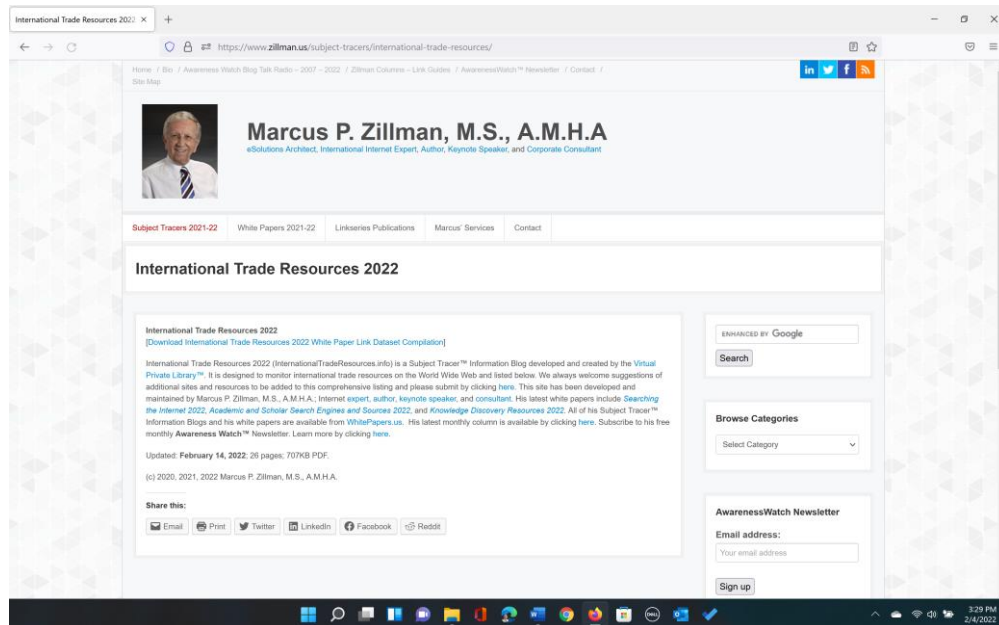 International Trade Resources 2022
https://www.zillman.us/subject-tracers/international-trade-resources/
Home / Bio / Awareness Watch Blog Talk Radio – 2007 – 2022 / Zillman Columns – Link Guides / AwarenessWatch™ Newsletter / Contact /
Site Map
Marcus P. Zillman, M.S., A.M.H.A
eSolutions Architect, International Internet Expert, Author, Keynote Speaker, and Corporate Consultant
Subject Tracers 2021-22 White Papers 2021-22 Linkseries Publications Marcus' Services Contact
International Trade Resources 2022
International Trade Resources 2022
[Download International Trade Resources 2022 White Paper Link Dataset Compilation]
International Trade Resources 2022 (InternationalTradeResources.info) is a Subject Tracer™ Information Blog developed and created by the Virtual
Private Library™. It is designed to monitor international trade resources on the World Wide Web and listed below. We always welcome suggestions of
additional sites and resources to be added to this comprehensive listing and please submit by clicking here. This site has been developed and
maintained by Marcus P. Zillman, M.S., A.M.H.A.; Internet expert, author, keynote speaker, and consultant. His latest white papers include Searching
the Internet 2022, Academic and Scholar Search Engines and Sources 2022, and Knowledge Discovery Resources 2022. All of his Subject Tracer™
Information Blogs and his white papers are available from WhitePapers.us. His latest monthly column is available by clicking here. Subscribe to his free
monthly Awareness Watch™ Newsletter. Learn more by clicking here.
Updated: February 14, 2022; 26 pages; 707KB PDF.
(c) 2020, 2021, 2022 Marcus P. Zillman, M.S., A.M.H.A.
Share this:
Email Print Twitter LinkedIn Facebook Reddit
ENHANCED BY Google
Search
Browse Categories
Select Category
AwarenessWatch Newsletter
Email address:
Your email address
Sign up
3:29 PM
2/4/2022